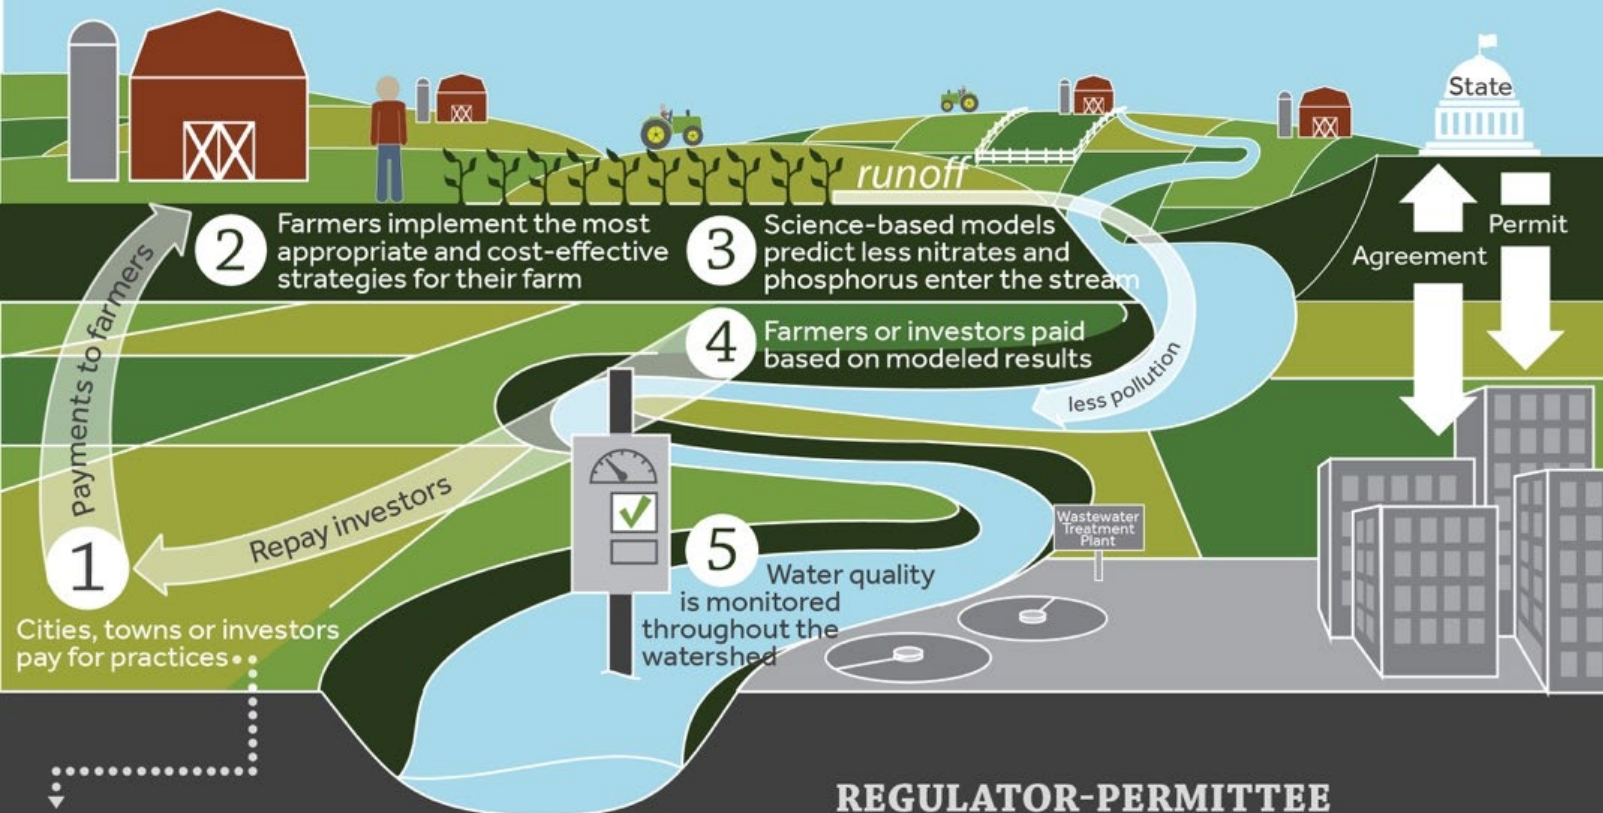 State
runoff
2
Farmers implement the most
appropriate and cost-effective
strategies for their farm
3
Science-based models
predict less nitrates and
phosphorus enter the stream
Permit
Agreement
Payments to farmers
4
Farmers or investors paid
based on modeled results
less pollution
Repay investors
1
Cities, towns or investors
pay for practices
5
Water quality
is monitored
throughout the
watershed
Wastewater
Treatment
Plant
REGULATOR-PERMITTEE